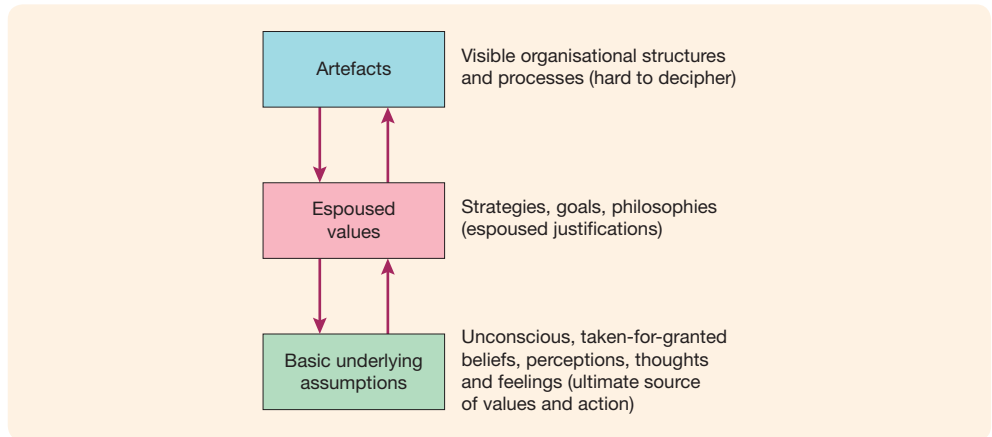 Artefacts
Visible organisational structures
and processes (hard to decipher)
Espoused
values
Strategies, goals, philosophies
(espoused justifications)
Basic underlying
assumptions
Unconscious, taken-for-granted
beliefs, perceptions, thoughts
and feelings (ultimate source
of values and action)